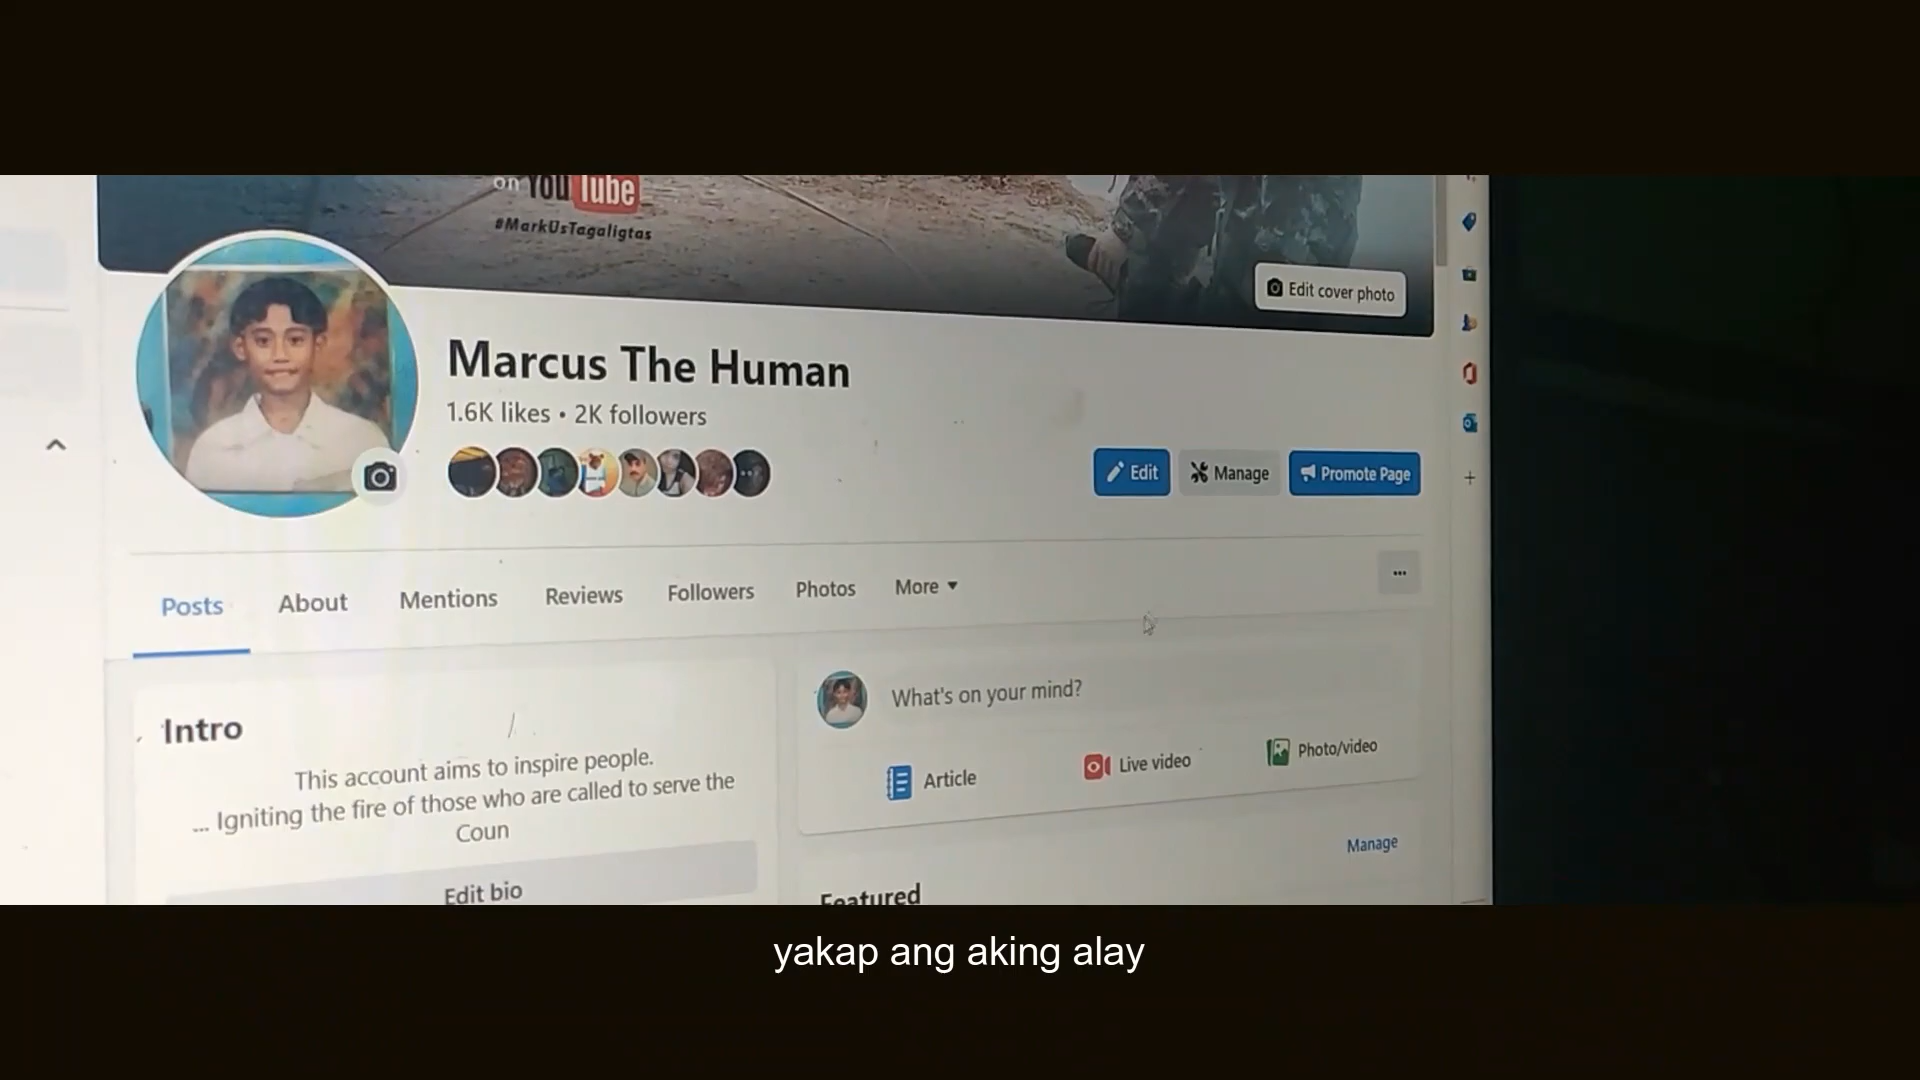 on YouTube
#MarkUsTagaligtas
Edit cover photo
Marcus The Human
1.6K likes • 2K followers
Edit
Manage
Promote Page
Posts
About
Mentions
Reviews
Followers
Photos
More
Intro
This account aims to inspire people.
... Igniting the fire of those who are called to serve the
Coun
Edit bio
What's on your mind?
Article
Live video
Photo/video
Manage
Featured
yakap ang aking alay